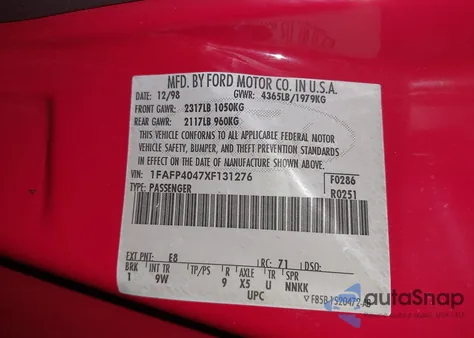 MFD. BY FORD MOTOR CO. IN U.S.A.
DATE: 12/98 GVWR: 4365LB/1979KG
FRONT GAWR: 2317LB 1050KG
REAR GAWR: 2117LB 960KG
THIS VEHICLE CONFORMS TO ALL APPLICABLE FEDERAL MOTOR
VEHICLE SAFETY, BUMPER, AND THEFT PREVENTION STANDARDS
IN EFFECT ON THE DATE OF MANUFACTURE SHOWN ABOVE.
VIN: 1FAFP4047XF131276 F0286
TYPE: PASSENGER R0251
EXT PNT: E8 RC: 71 DSO:
BRK INT TR TP/PS R AXLE TR SPR
1 9W 9 X5 U NNKK
UPC
F85B-1520472-AB
autoSnap